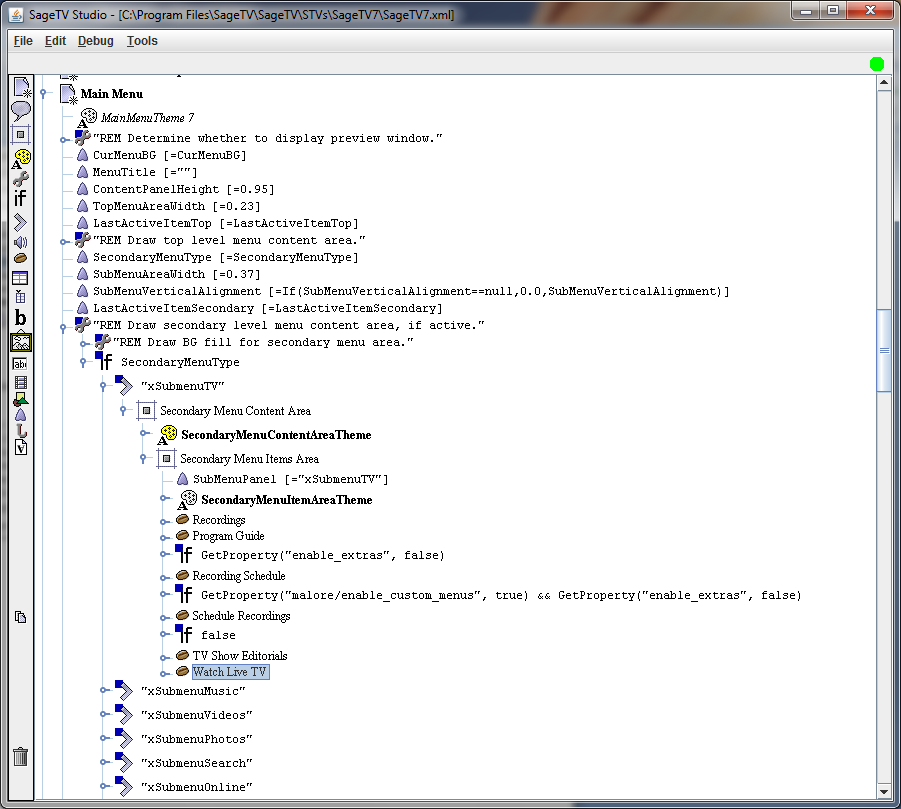 SageTV Studio - [C:\Program Files\SageTV\SageTV\STVs\SageTV7\SageTV7.xml]
File Edit Debug Tools
Main Menu
MainMenuTheme 7
"REM Determine whether to display preview window."
CurMenuBG [=CurMenuBG]
MenuTitle [=""]
ContentPanelHeight [=0.95]
TopMenuAreaWidth [=0.23]
LastActiveItemTop [=LastActiveItemTop]
"REM Draw top level menu content area."
SecondaryMenuType [=SecondaryMenuType]
SubMenuAreaWidth [=0.37]
SubMenuVerticalAlignment [=If(SubMenuVerticalAlignment==null,0.0,SubMenuVerticalAlignment)]
LastActiveItemSecondary [=LastActiveItemSecondary]
"REM Draw secondary level menu content area, if active."
"REM Draw BG fill for secondary menu area."
if SecondaryMenuType
"xSubmenuTV"
Secondary Menu Content Area
SecondaryMenuContentAreaTheme
Secondary Menu Items Area
SubMenuPanel [="xSubmenuTV"]
SecondaryMenuItemAreaTheme
Recordings
Program Guide
if GetProperty("enable_extras", false)
Recording Schedule
if GetProperty("malore/enable_custom_menus", true) && GetProperty("enable_extras", false)
Schedule Recordings
if false
TV Show Editorials
Watch Live TV
"xSubmenuMusic"
"xSubmenuVideos"
"xSubmenuPhotos"
"xSubmenuSearch"
"xSubmenuOnline"